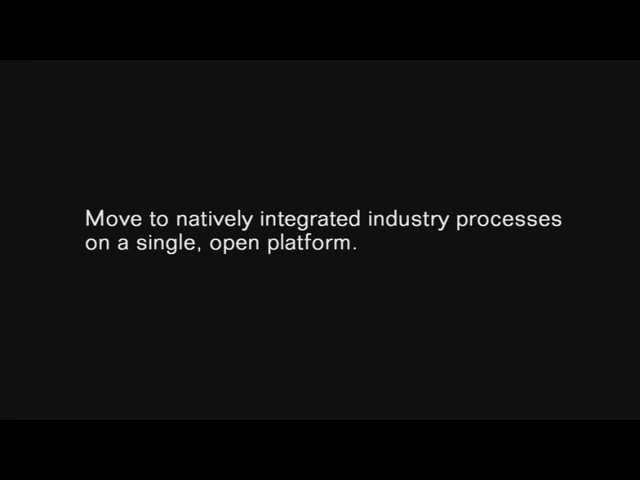 Move to natively integrated industry processes
on a single, open platform.